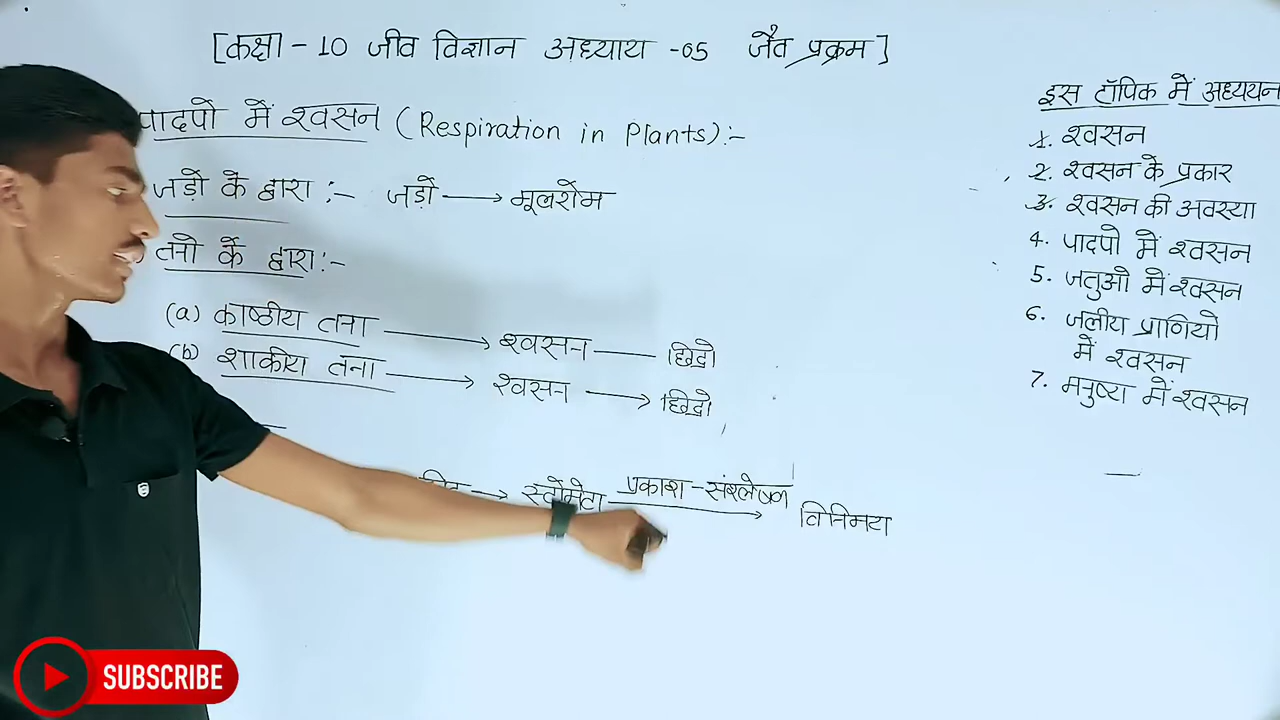 [कक्षा - 10 जीव विज्ञान अध्याय -05 जैव प्रक्रम]
पादपो में श्वसन (Respiration in Plants):-
जड़ो के द्वारा :- जड़ों → मूलरोम
तनो के द्वारा:-
(a) काष्ठीय तना → श्वसन — छिद्रो
(b) शाकीय तना → श्वसन → छिद्रो
→ स्टोमेटा प्रकाश-संश्लेषण → विनिमय
इस टॉपिक में अध्ययन
1. श्वसन
2. श्वसन के प्रकार
3. श्वसन की अवस्था
4. पादपो में श्वसन
5. जतुओ में श्वसन
6. जलीय प्राणियो
में श्वसन
7. मनुष्य में श्वसन
SUBSCRIBE